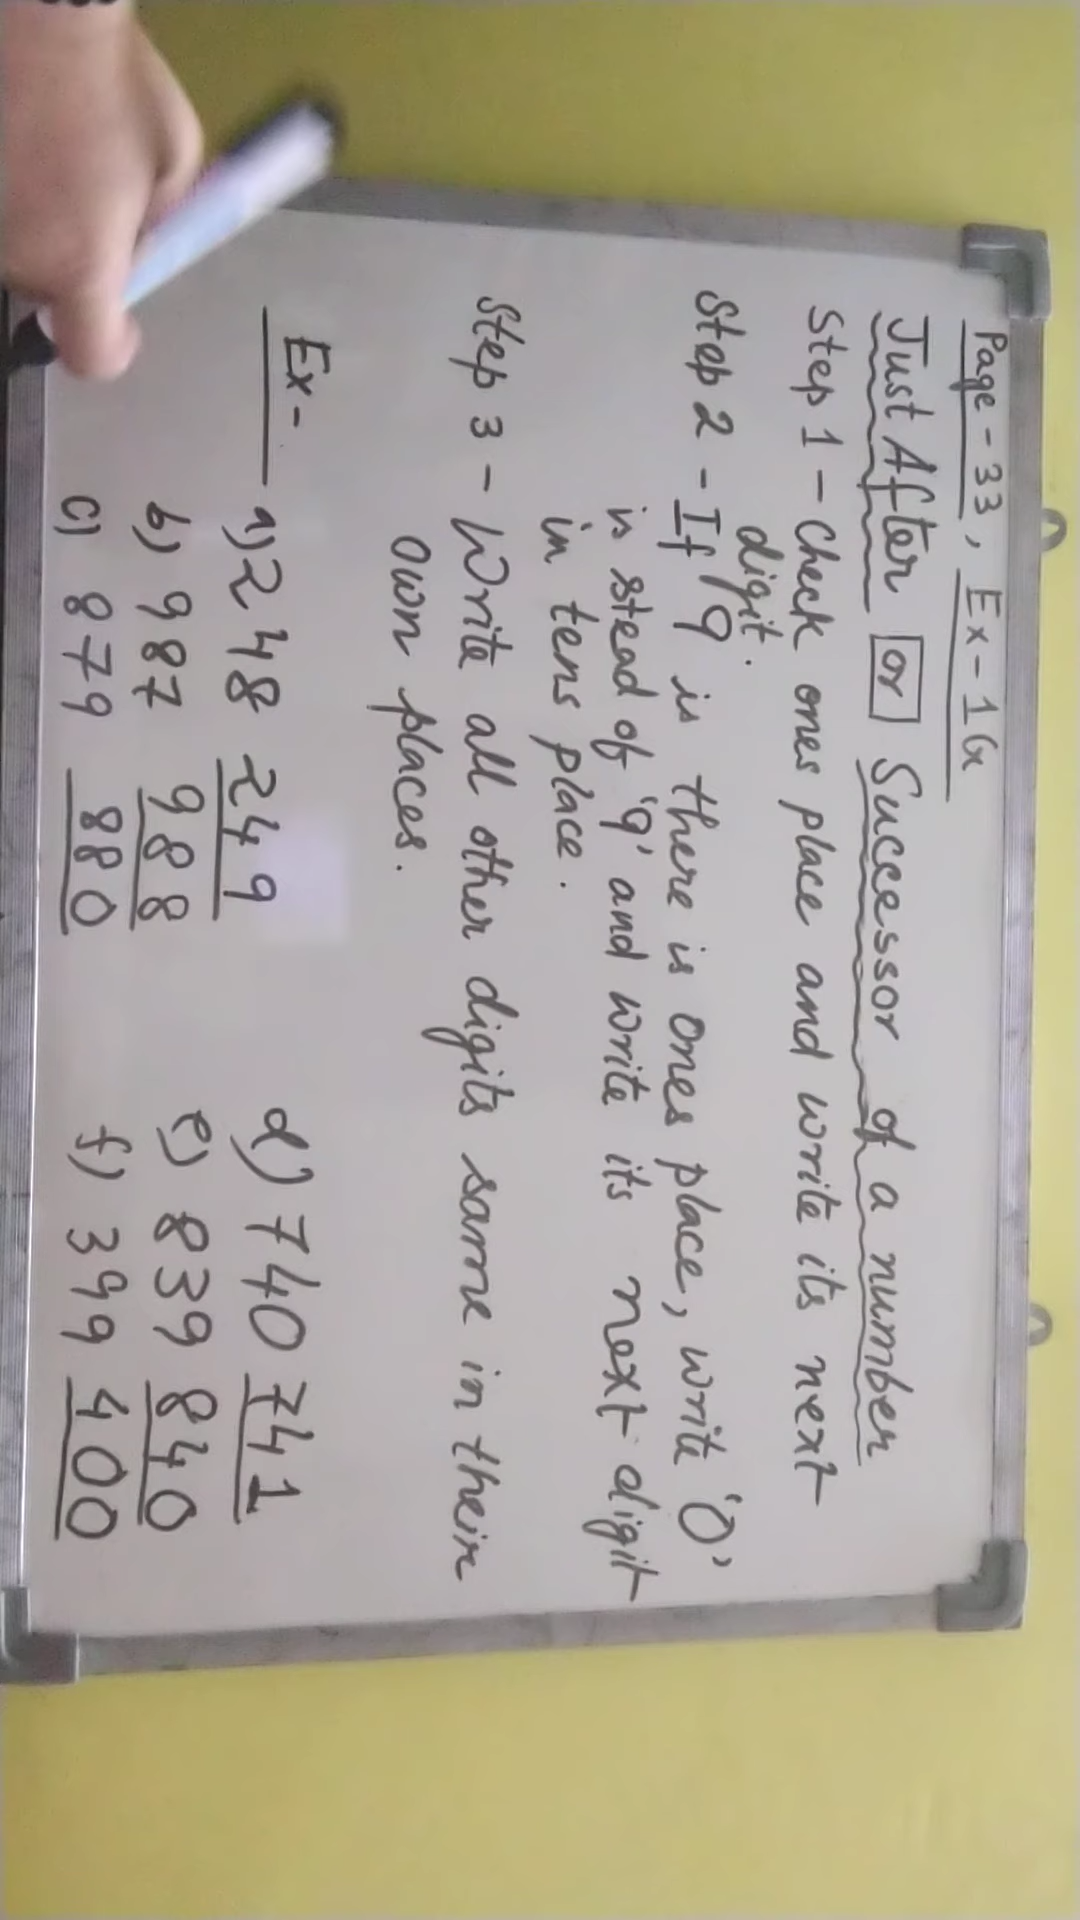 Page - 33, Ex - 1G
Just After or Successor of a number
Step 1 - Check ones place and write its next
digit.
Step 2 - If 9 is there is ones place, write '0'
is stead of '9' and write its next digit
in tens place.
Step 3 - Write all other digits same in their
own places.
Ex - a) 248 249 d) 740 741
b) 987 988 e) 839 840
c) 879 880 f) 399 400